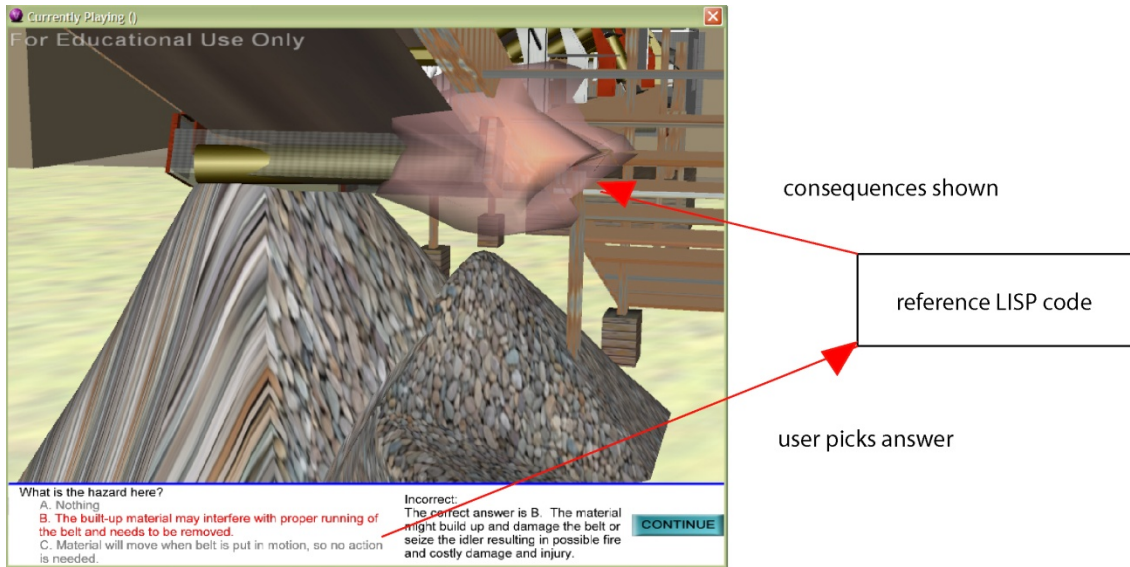 Currently Playing ()
For Educational Use Only
consequences shown
reference LISP code
user picks answer
What is the hazard here?
A. Nothing
B. The built-up material may interfere with proper running of
the belt and needs to be removed.
C. Material will move when belt is put in motion, so no action
is needed.
Incorrect:
The correct answer is B. The material
might build up and damage the belt or
seize the idler resulting in possible fire
and costly damage and injury.
CONTINUE